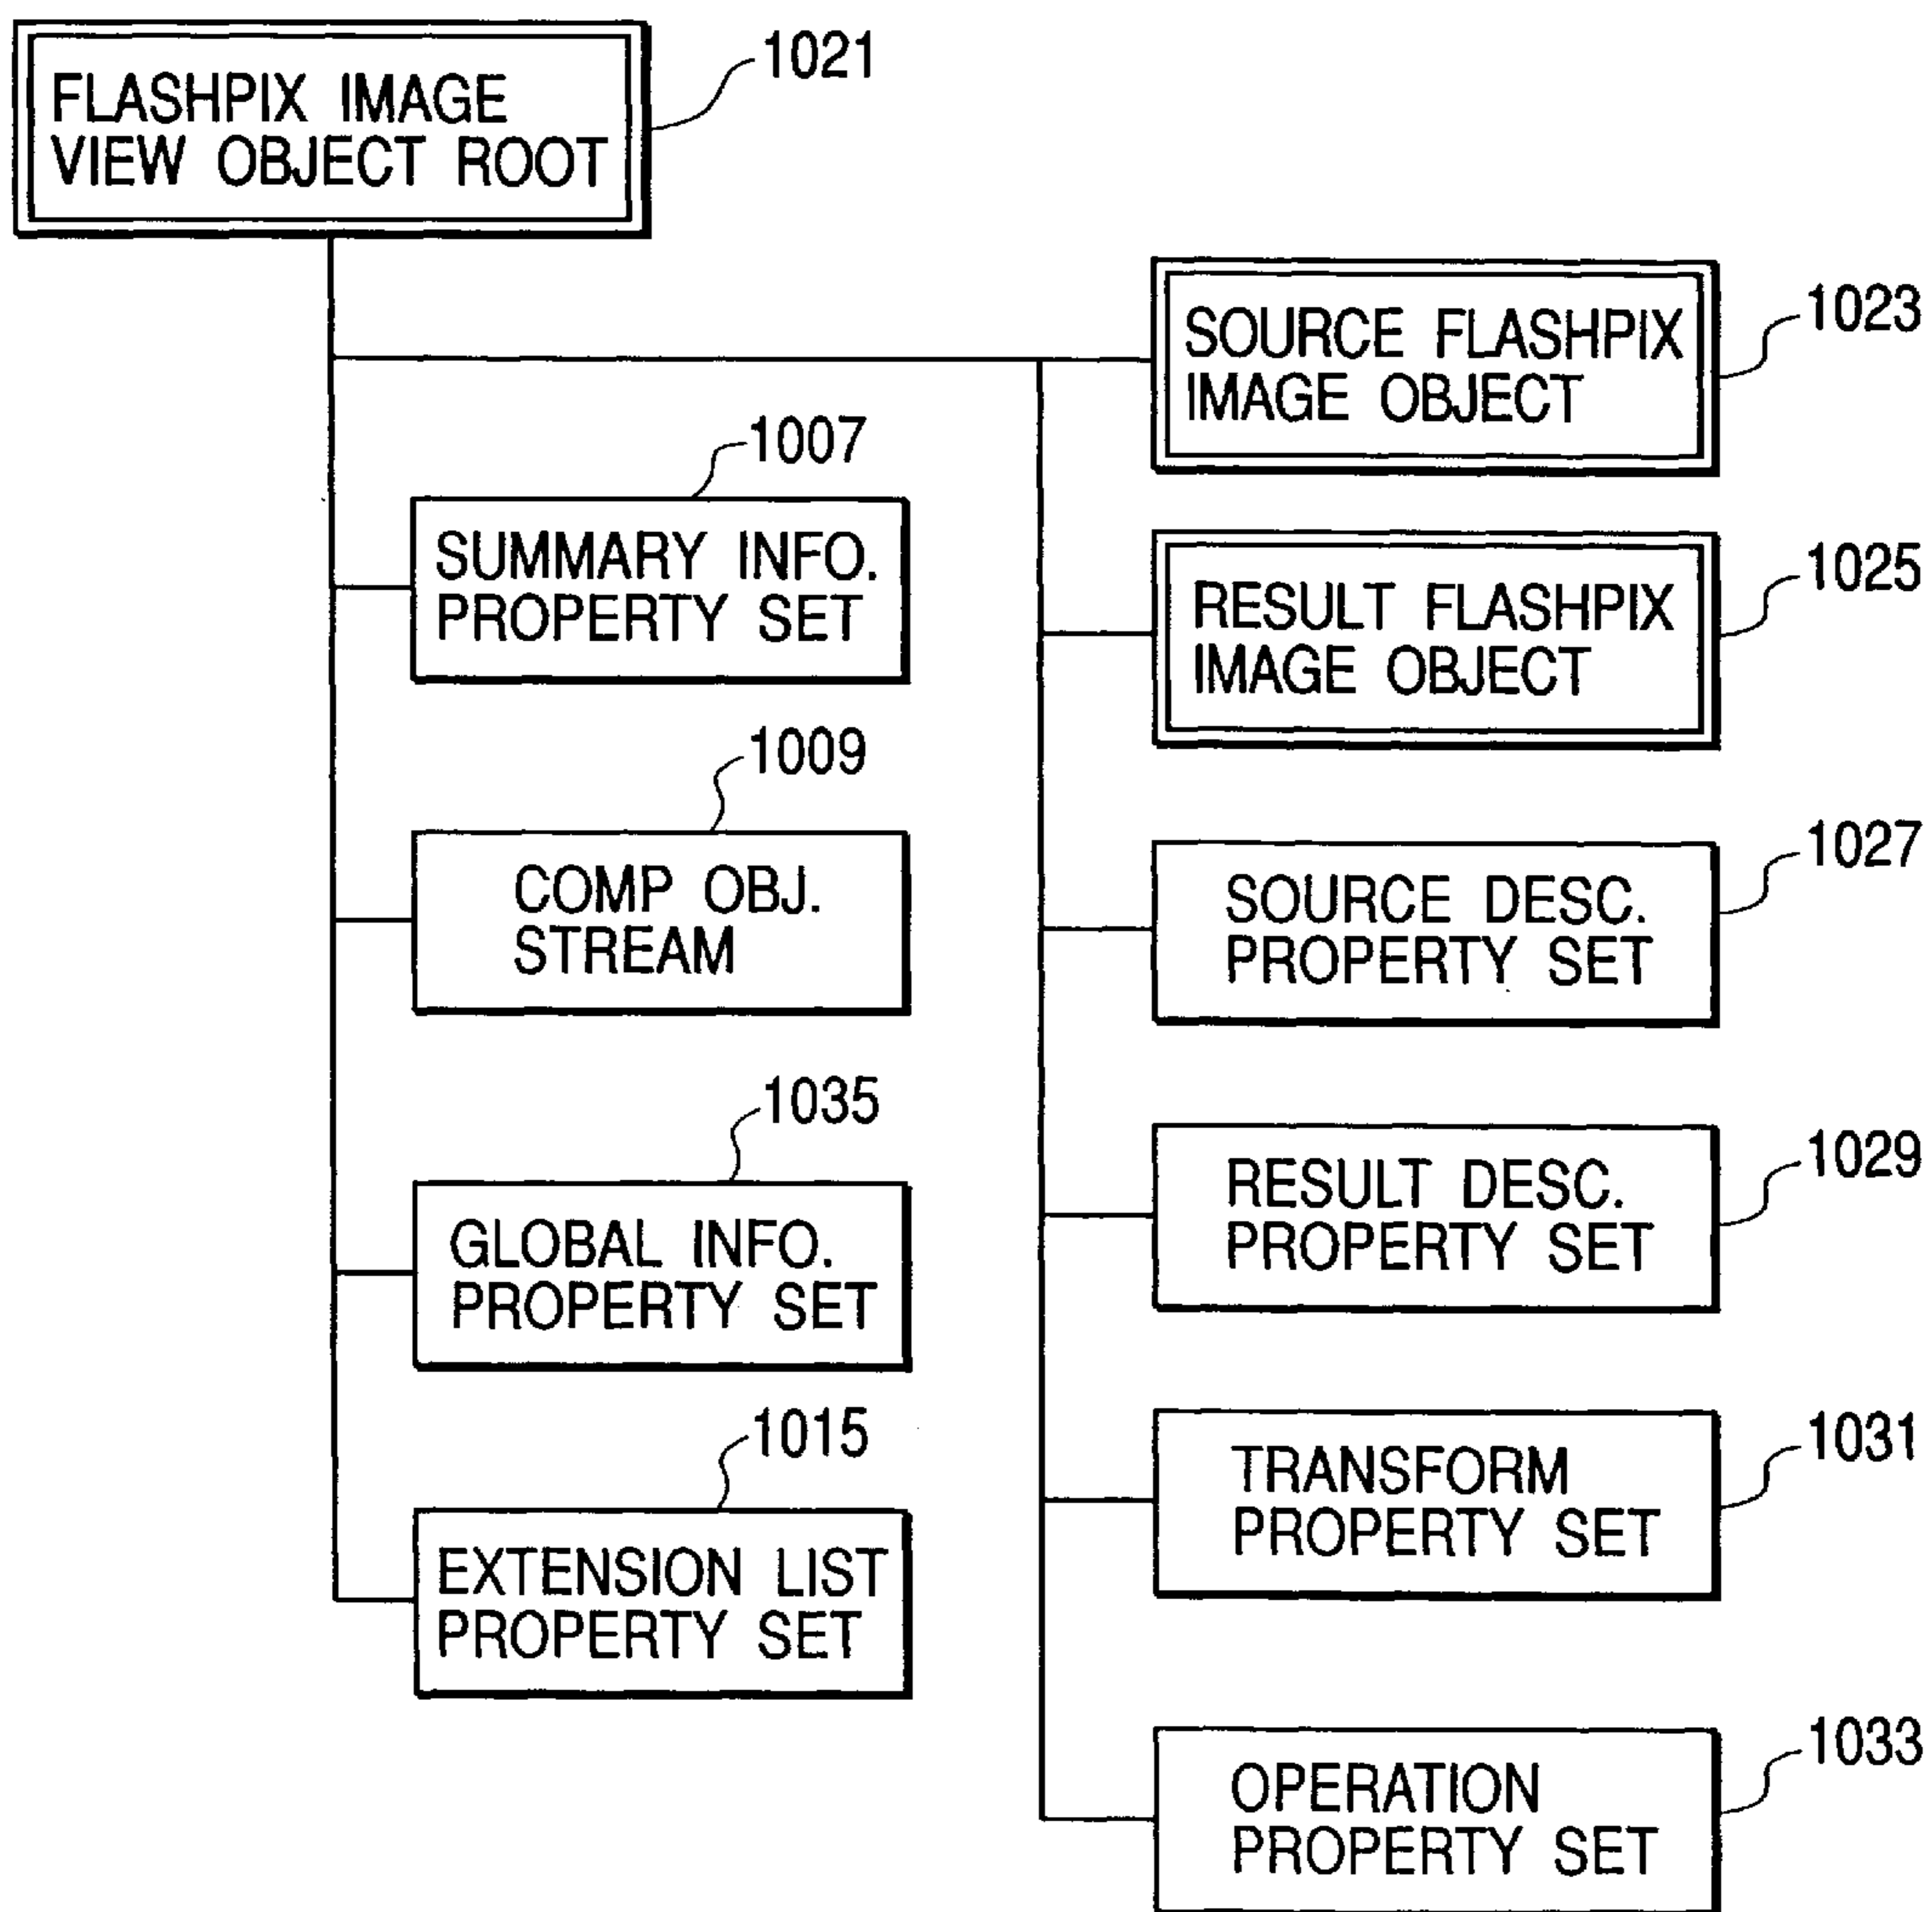 FLASHPIX IMAGE
VIEW OBJECT ROOT
1021
SOURCE FLASHPIX
IMAGE OBJECT
1023
1007
SUMMARY INFO.
PROPERTY SET
RESULT FLASHPIX
IMAGE OBJECT
1025
1009
COMP OBJ.
STREAM
SOURCE DESC.
PROPERTY SET
1027
1035
GLOBAL INFO.
PROPERTY SET
RESULT DESC.
PROPERTY SET
1029
1015
EXTENSION LIST
PROPERTY SET
TRANSFORM
PROPERTY SET
1031
OPERATION
PROPERTY SET
1033